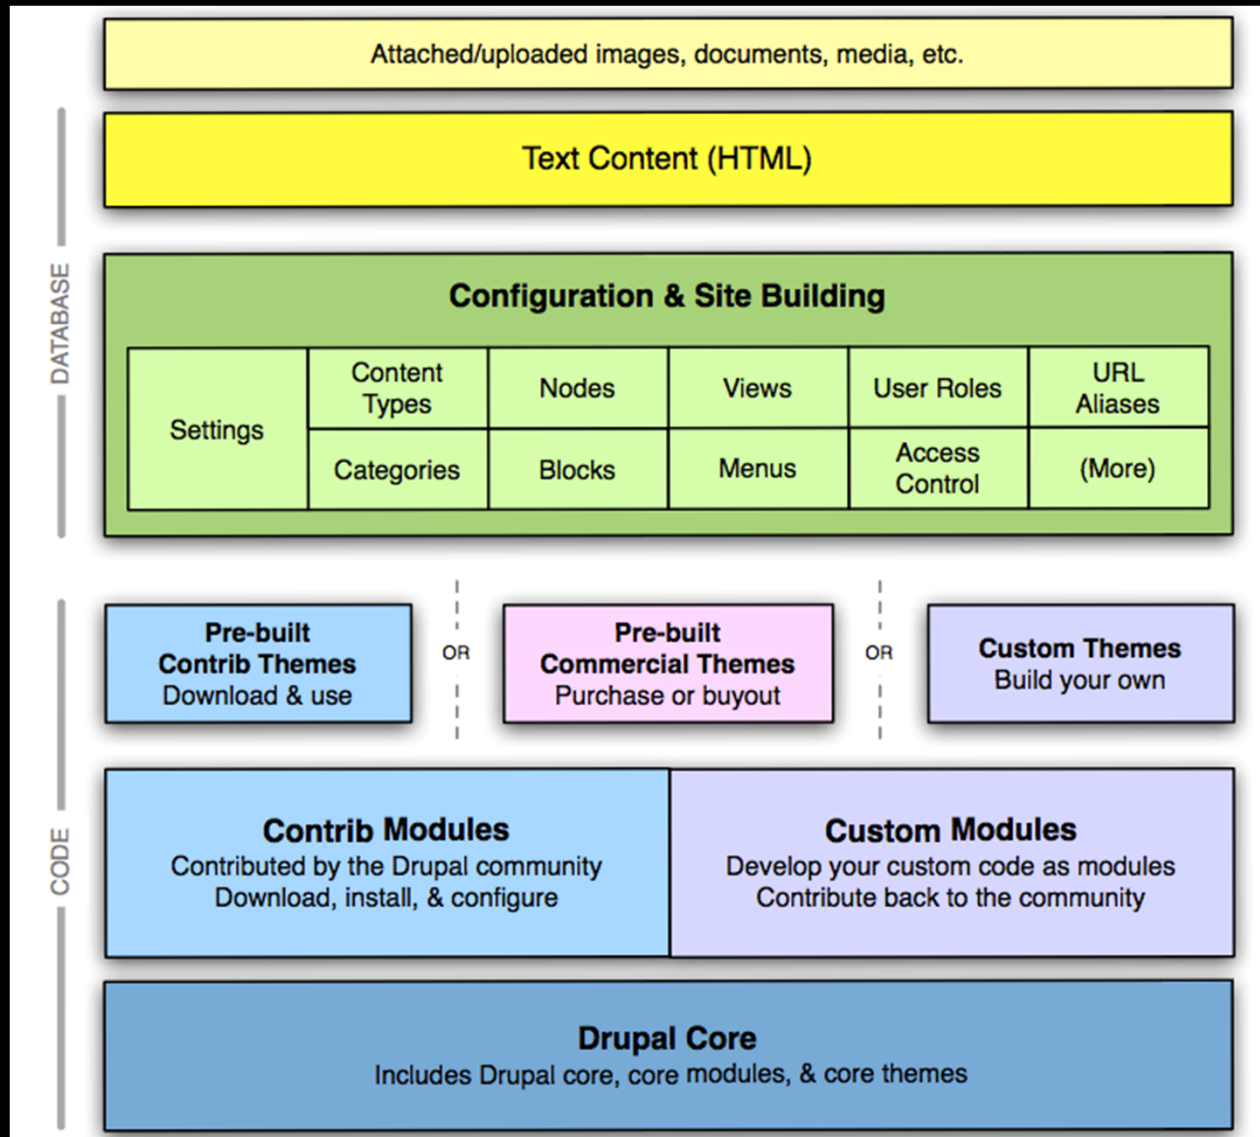 Attached/uploaded images, documents, media, etc.
Text Content (HTML)
DATABASE
Configuration & Site Building
Settings
Content
Types
Nodes
Views
User Roles
URL
Aliases
Categories
Blocks
Menus
Access
Control
(More)
Pre-built
Contrib Themes
Download & use
OR
Pre-built
Commercial Themes
Purchase or buyout
OR
Custom Themes
Build your own
CODE
Contrib Modules
Contributed by the Drupal community
Download, install, & configure
Custom Modules
Develop your custom code as modules
Contribute back to the community
Drupal Core
Includes Drupal core, core modules, & core themes